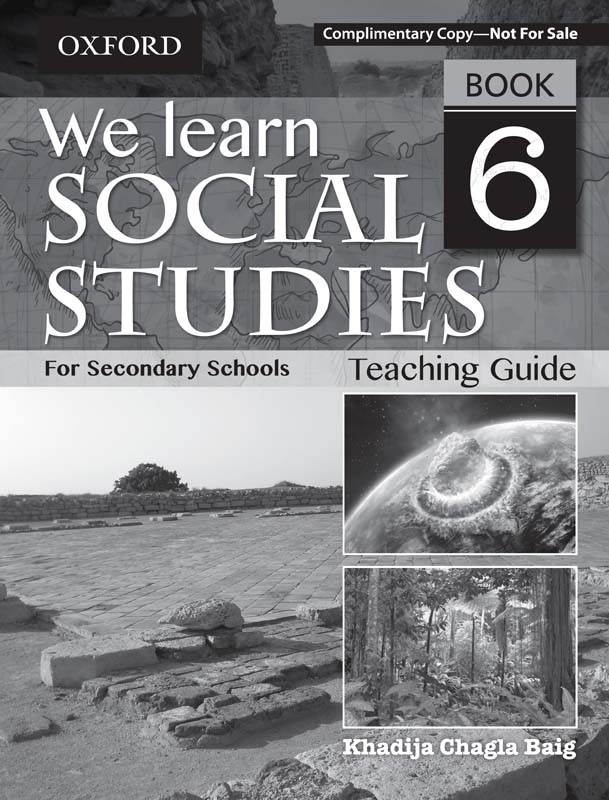 OXFORD
Complimentary Copy—Not For Sale
BOOK
6
We learn
SOCIAL
STUDIES
For Secondary Schools
Teaching Guide
Khadija Chagla Baig